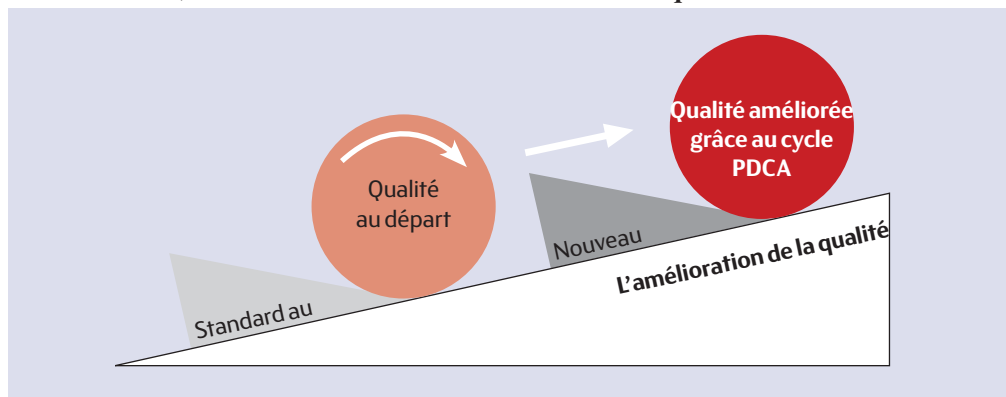 Qualité améliorée
grâce au cycle
PDCA
Qualité
au départ
Nouveau
L'amélioration de la qualité
Standard au